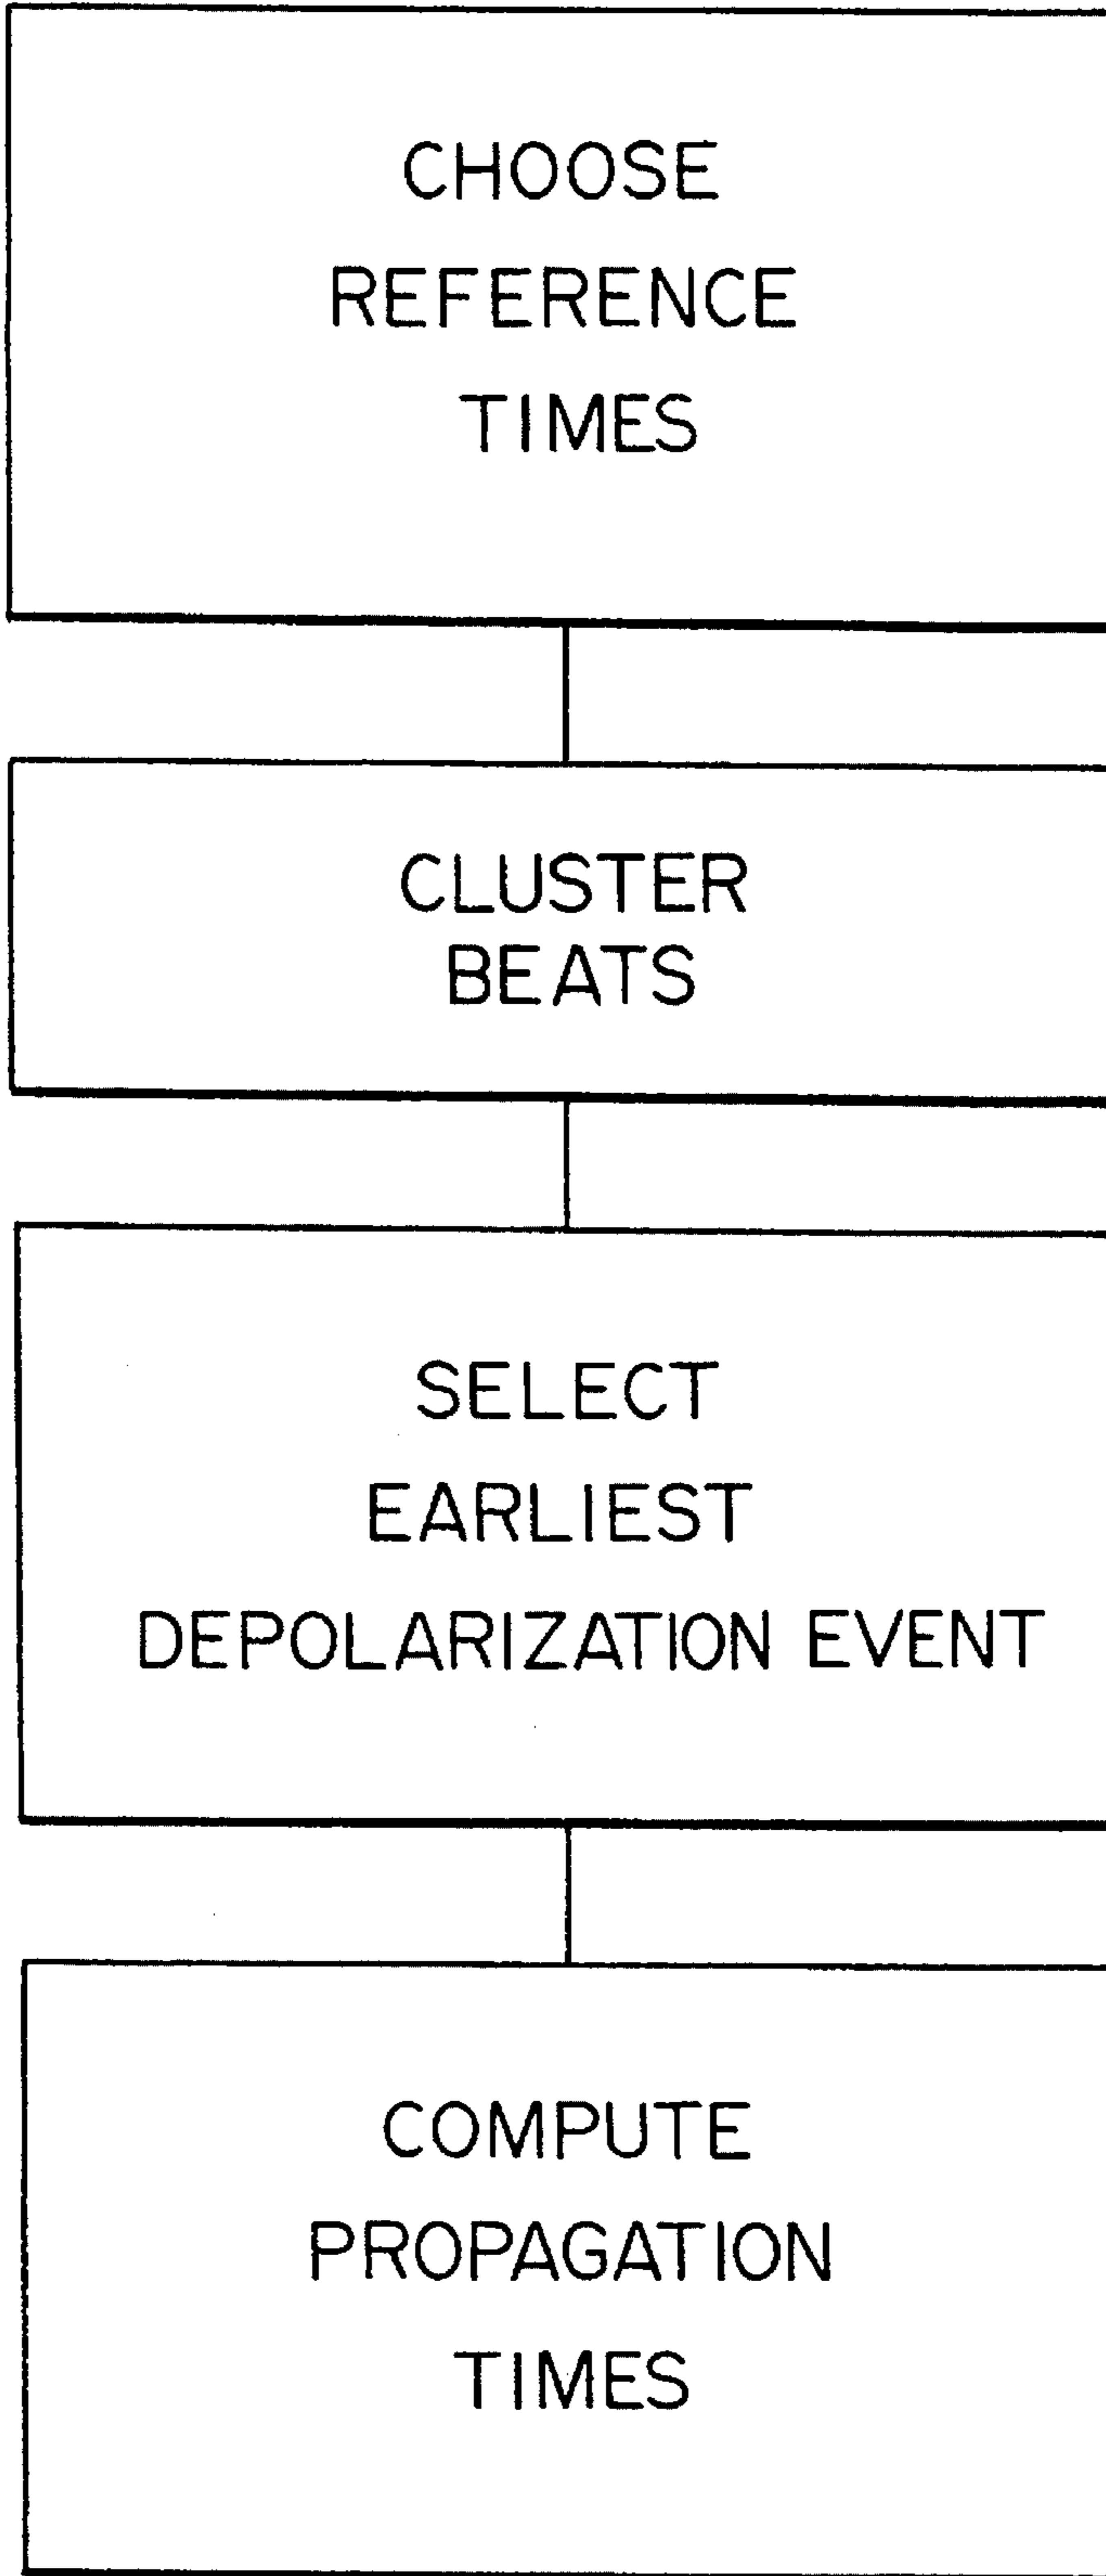 CHOOSE
REFERENCE
TIMES
CLUSTER
BEATS
SELECT
EARLIEST
DEPOLARIZATION EVENT
COMPUTE
PROPAGATION
TIMES